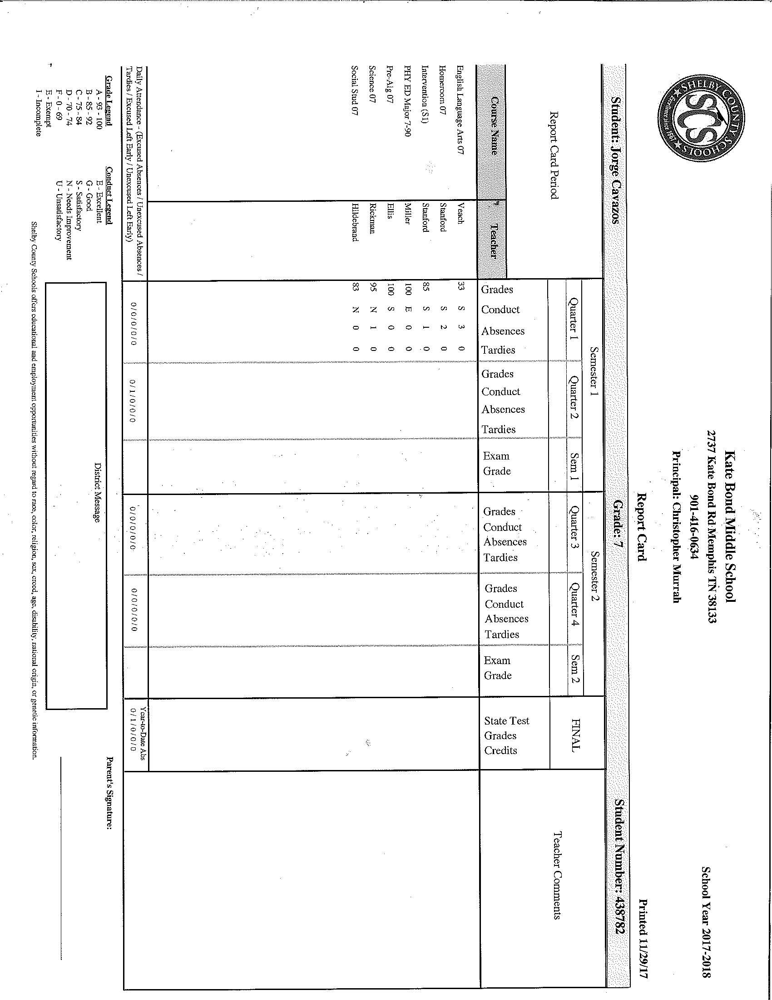 SHELBY COUNTY SCHOOLS
SCS
Kate Bond Middle School
2737 Kate Bond Rd Memphis TN 38133
901-416-0634
Principal: Christopher Murrah
School Year 2017-2018
Report Card
Printed 11/29/17
Student: Jorge Cavazos Grade: 7 Student Number: 438782
Semester 1 Semester 2
Report Card Period Quarter 1 Quarter 2 Sem 1 Quarter 3 Quarter 4 Sem 2 FINAL Teacher Comments
Course Name Teacher Grades Conduct Absences Tardies Grades Conduct Absences Tardies Exam Grade Grades Conduct Absences Tardies Grades Conduct Absences Tardies Exam Grade State Test Grades Credits
English Language Arts 07 Veach 33 S 3 0
Homeroom 07 Stanford S 2 0
Intervention (S1) Stanford 85 S 1 0
PHY ED Major 7-90 Miller 100 E 0 0
Pre-Alg 07 Ellis 100 S 0 0
Science 07 Rickman 95 N 1 0
Social Stud 07 Hildebrand 83 N 0 0
Daily Attendance - (Excused Absences / Unexcused Absences / Year-to-Date Abs
Tardies / Excused Left Early / Unexcused Left Early) 0/0/0/0/0 0/1/0/0/0 0/0/0/0/0 0/0/0/0/0 0/1/0/0/0
Grade Legend Conduct Legend Parent's Signature:
A - 93 - 100 E - Excellent District Message
B - 85 - 92 G - Good
C - 75 - 84 S - Satisfactory
D - 70 - 74 N - Needs Improvement
F - 0 - 69 U - Unsatisfactory
E - Exempt
I - Incomplete
Shelby County Schools offers educational and employment opportunities without regard to race, color, religion, sex, creed, age, disability, national origin, or genetic information.